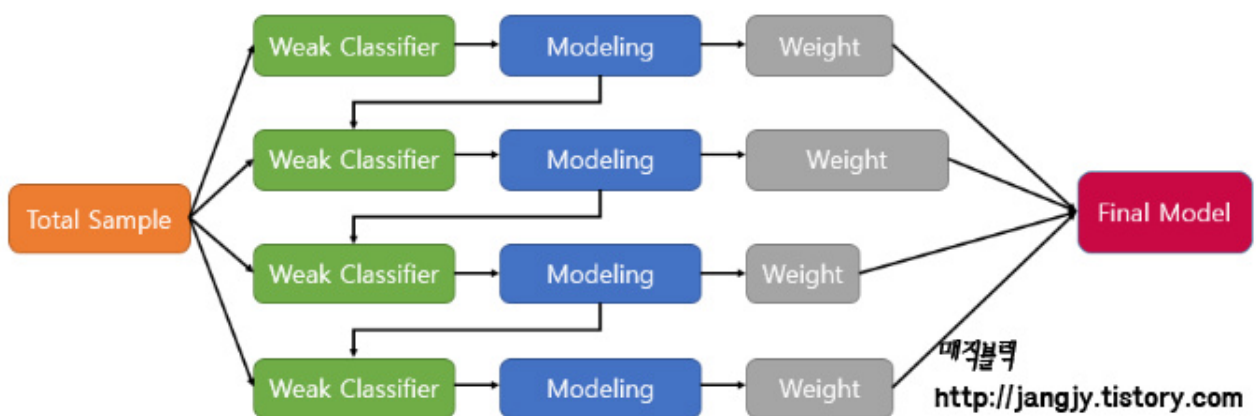 Weak Classifier Modeling Weight
Weak Classifier Modeling Weight
Total Sample
Final Model
Weak Classifier Modeling Weight
Weak Classifier Modeling Weight
매직블랙
http://jangjy.tistory.com